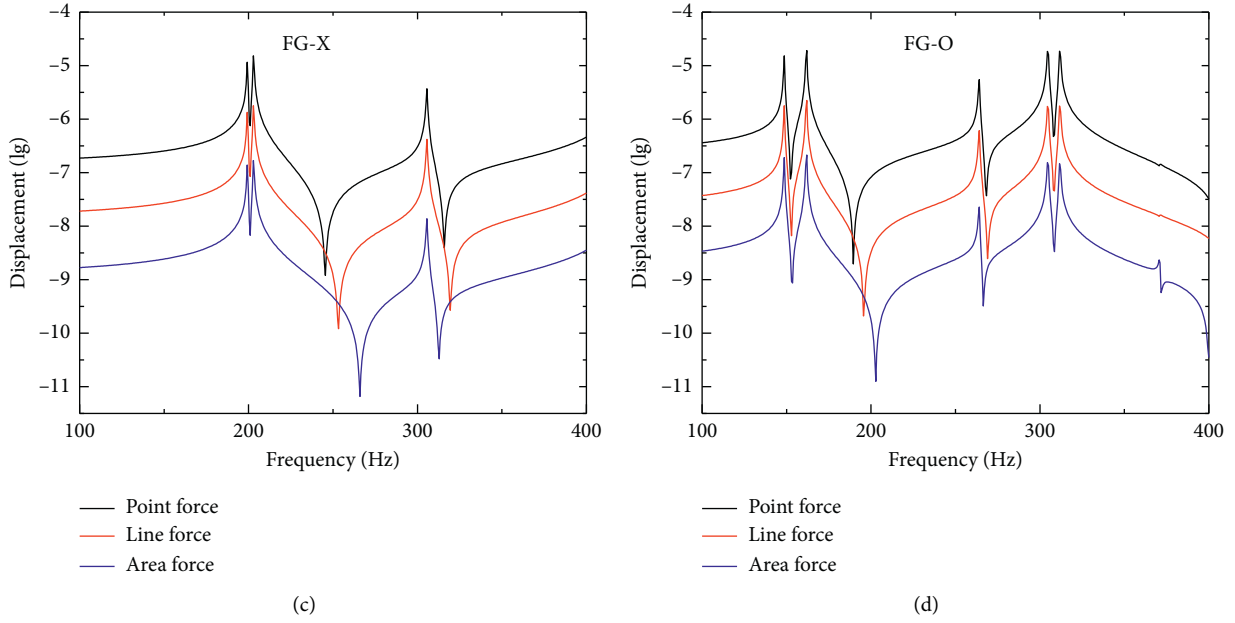 FG-X
Displacement (lg)
−4
−5
−6
−7
−8
−9
−10
−11
100
200
300
400
Frequency (Hz)
Point force
Line force
Area force
(c)
FG-O
Displacement (lg)
−4
−5
−6
−7
−8
−9
−10
−11
100
200
300
400
Frequency (Hz)
Point force
Line force
Area force
(d)